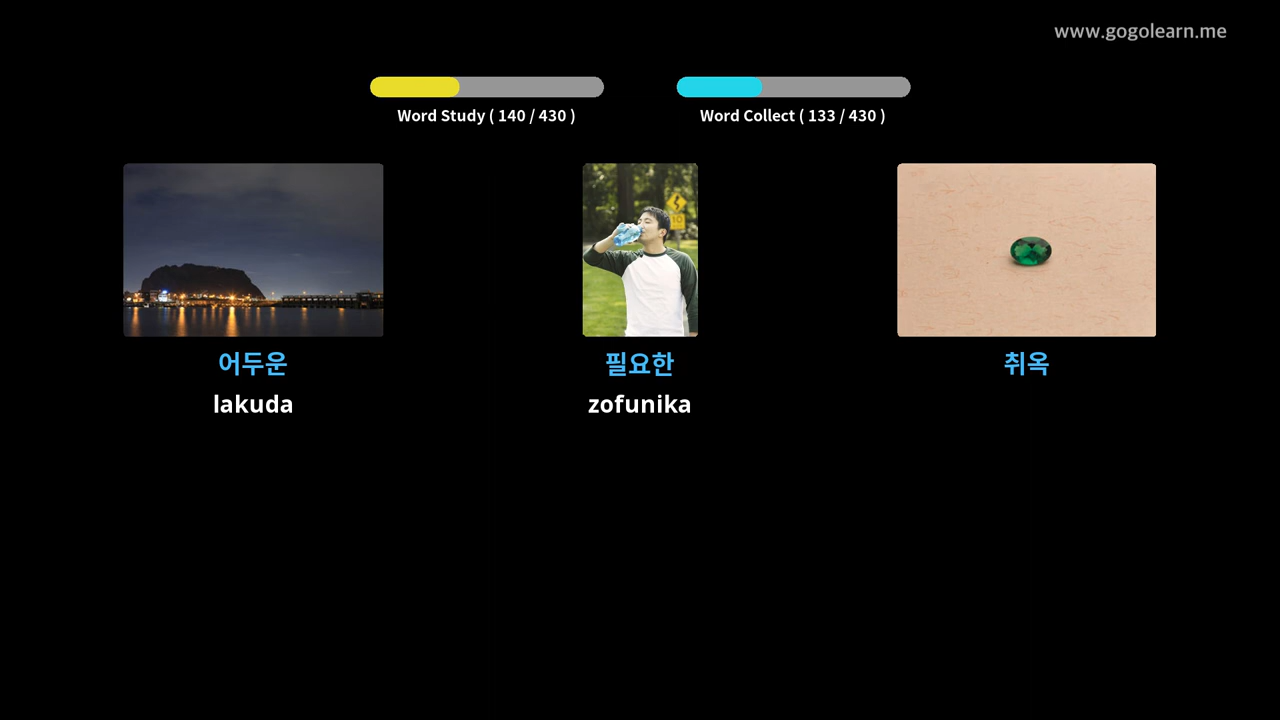 www.gogolearn.me
Word Study ( 140 / 430 )
Word Collect ( 133 / 430 )
어두운
필요한
취옥
lakuda
zofunika